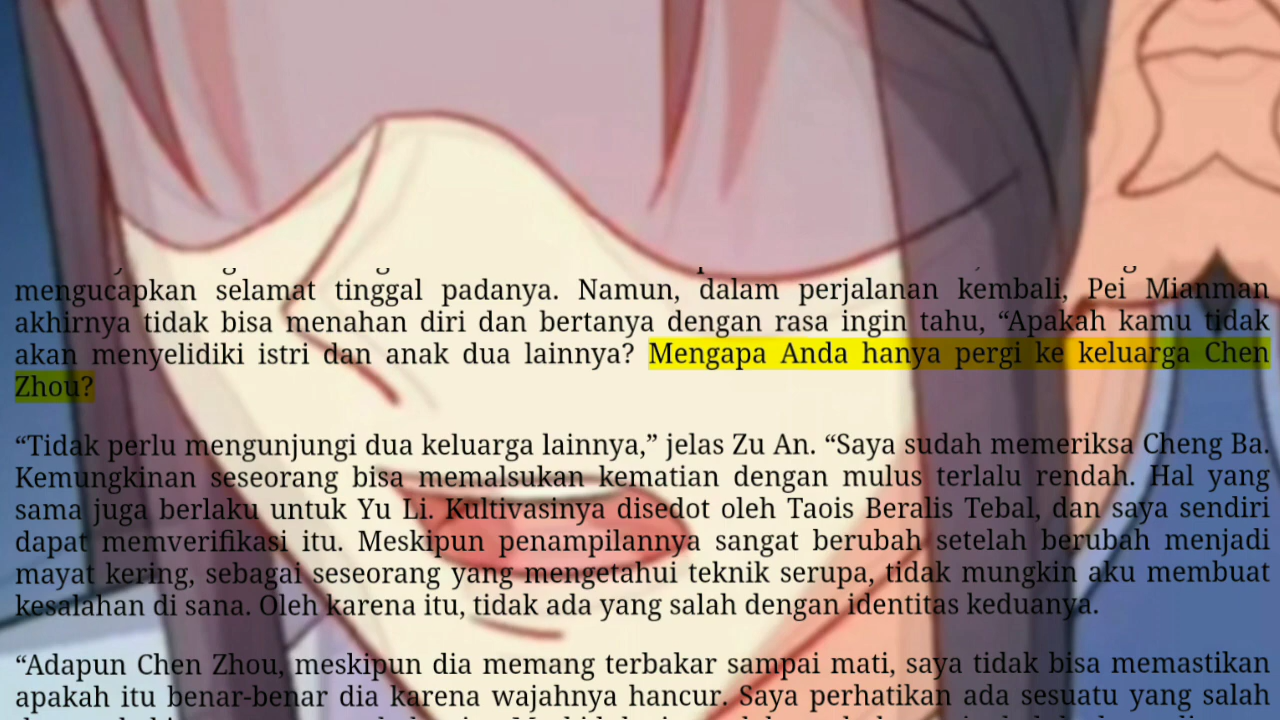 mengucapkan selamat tinggal padanya. Namun, dalam perjalanan kembali, Pei Mianman
akhirnya tidak bisa menahan diri dan bertanya dengan rasa ingin tahu, “Apakah kamu tidak
akan menyelidiki istri dan anak dua lainnya? Mengapa Anda hanya pergi ke keluarga Chen
Zhou?
“Tidak perlu mengunjungi dua keluarga lainnya,” jelas Zu An. “Saya sudah memeriksa Cheng Ba.
Kemungkinan seseorang bisa memalsukan kematian dengan mulus terlalu rendah. Hal yang
sama juga berlaku untuk Yu Li. Kultivasinya disedot oleh Taois Beralis Tebal, dan saya sendiri
dapat memverifikasi itu. Meskipun penampilannya sangat berubah setelah berubah menjadi
mayat kering, sebagai seseorang yang mengetahui teknik serupa, tidak mungkin aku membuat
kesalahan di sana. Oleh karena itu, tidak ada yang salah dengan identitas keduanya.
“Adapun Chen Zhou, meskipun dia memang terbakar sampai mati, saya tidak bisa memastikan
apakah itu benar-benar dia karena wajahnya hancur. Saya perhatikan ada sesuatu yang salah